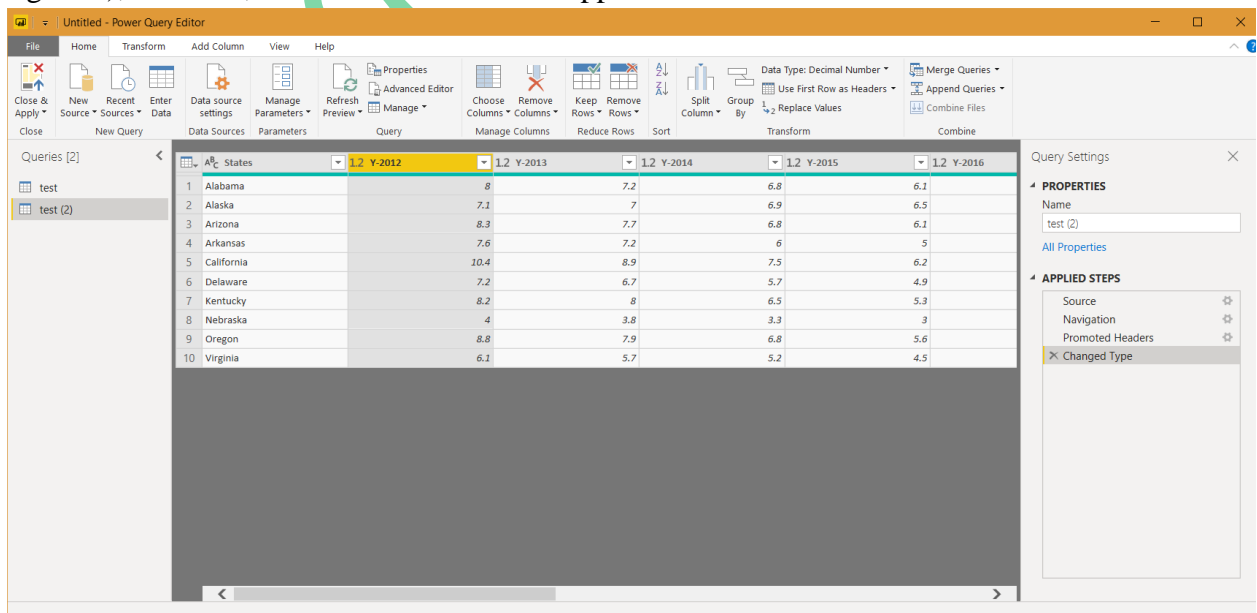 Untitled - Power Query Editor
File Home Transform Add Column View Help
Close & Apply
New Source
Recent Sources
Enter Data
Data source settings
Manage Parameters
Refresh Preview
Properties
Advanced Editor
Manage
Choose Columns
Remove Columns
Keep Rows
Remove Rows
Split Column
Group By
Data Type: Decimal Number
Use First Row as Headers
Replace Values
Merge Queries
Append Queries
Combine Files
Close New Query Data Sources Parameters Query Manage Columns Reduce Rows Sort Transform Combine
Queries [2]
test
test (2)
States 1.2 Y-2012 1.2 Y-2013 1.2 Y-2014 1.2 Y-2015 1.2 Y-2016
1 Alabama 8 7.2 6.8 6.1
2 Alaska 7.1 7 6.9 6.5
3 Arizona 8.3 7.7 6.8 6.1
4 Arkansas 7.6 7.2 6 5
5 California 10.4 8.9 7.5 6.2
6 Delaware 7.2 6.7 5.7 4.9
7 Kentucky 8.2 8 6.5 5.3
8 Nebraska 4 3.8 3.3 3
9 Oregon 8.8 7.9 6.8 5.6
10 Virginia 6.1 5.7 5.2 4.5
Query Settings
PROPERTIES
Name
test (2)
All Properties
APPLIED STEPS
Source
Navigation
Promoted Headers
Changed Type